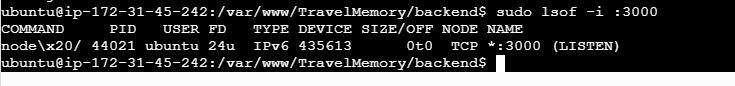 ubuntu@ip-172-31-45-242:/var/www/TravelMemory/backend$ sudo lsof -i :3000
COMMAND     PID   USER FD   TYPE DEVICE SIZE/OFF NODE NAME
node\x20/ 44021 ubuntu 24u  IPv6 435613      0t0  TCP *:3000 (LISTEN)
ubuntu@ip-172-31-45-242:/var/www/TravelMemory/backend$